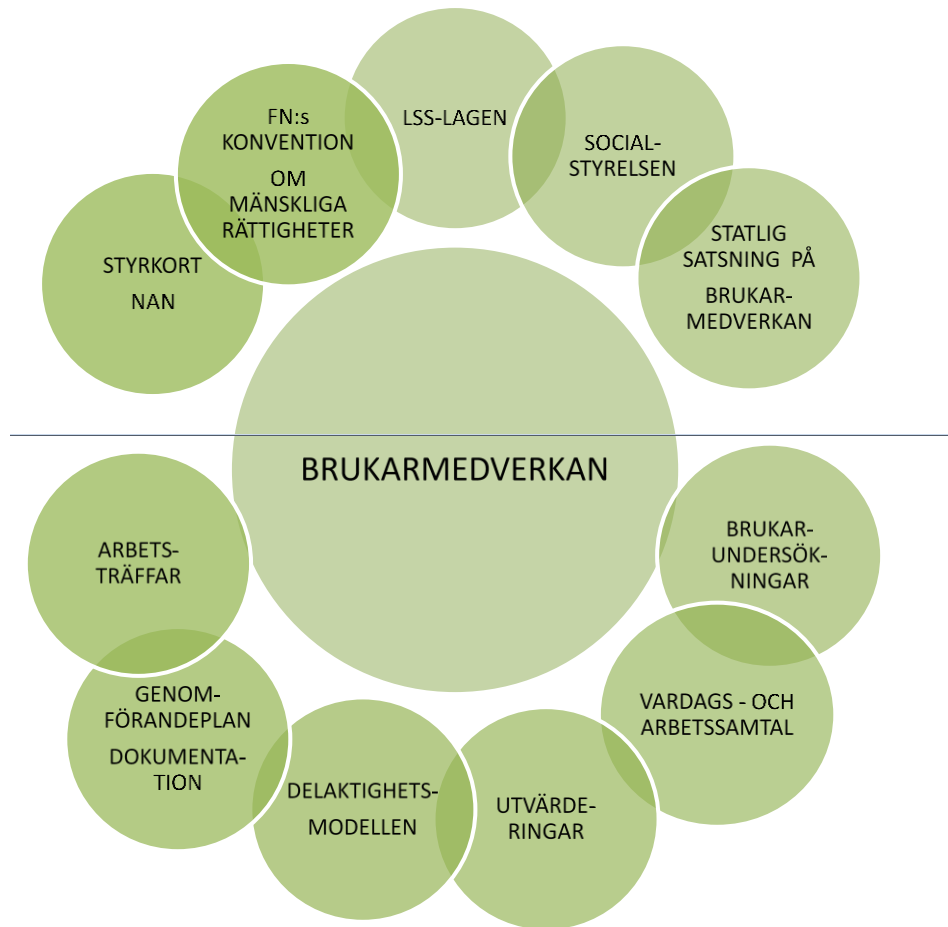 STYRKORT
NAN
FN:s
KONVENTION
OM
MÄNSKLIGA
RÄTTIGHETER
LSS-LAGEN
SOCIAL-
STYRELSEN
STATLIG
SATSNING PÅ
BRUKAR-
MEDVERKAN
BRUKARMEDVERKAN
ARBETS-
TRÄFFAR
GENOM-
FÖRANDEPLAN
DOKUMENTA-
TION
DELAKTIGHETS-
MODELLEN
UTVÄRDE-
RINGAR
VARDAGS - OCH
ARBETSSAMTAL
BRUKAR-
UNDERSÖK-
NINGAR